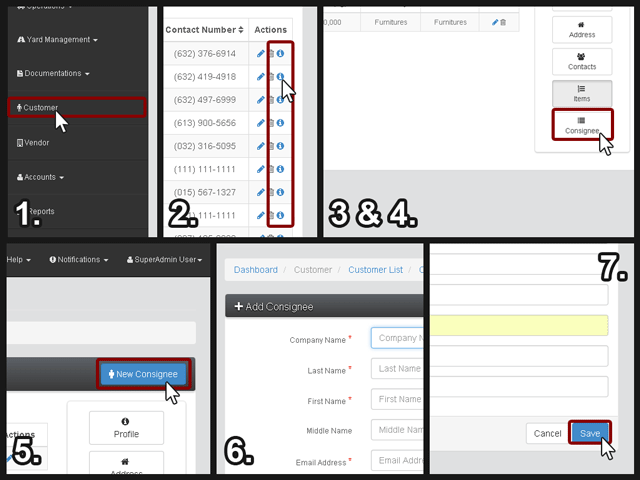 Operations
Yard Management
Documentations
Customer
Vendor
Accounts
Reports
1.
Contact Number Actions
(632) 376-6914
(632) 419-4918
(632) 497-6999
(613) 900-5656
(032) 316-5095
(111) 111-1111
(015) 567-1327
111-1111
2.
0,000 Furnitures Furnitures
Address
Contacts
Items
Consignee
3 & 4.
Help Notifications SuperAdmin User
New Consignee
Actions
Profile
Address
5.
Dashboard / Customer / Customer List /
Add Consignee
Company Name * Company N
Last Name * Last Name
First Name * First Name
Middle Name Middle Name
Email Address * Email Addr
6.
7.
Cancel Save